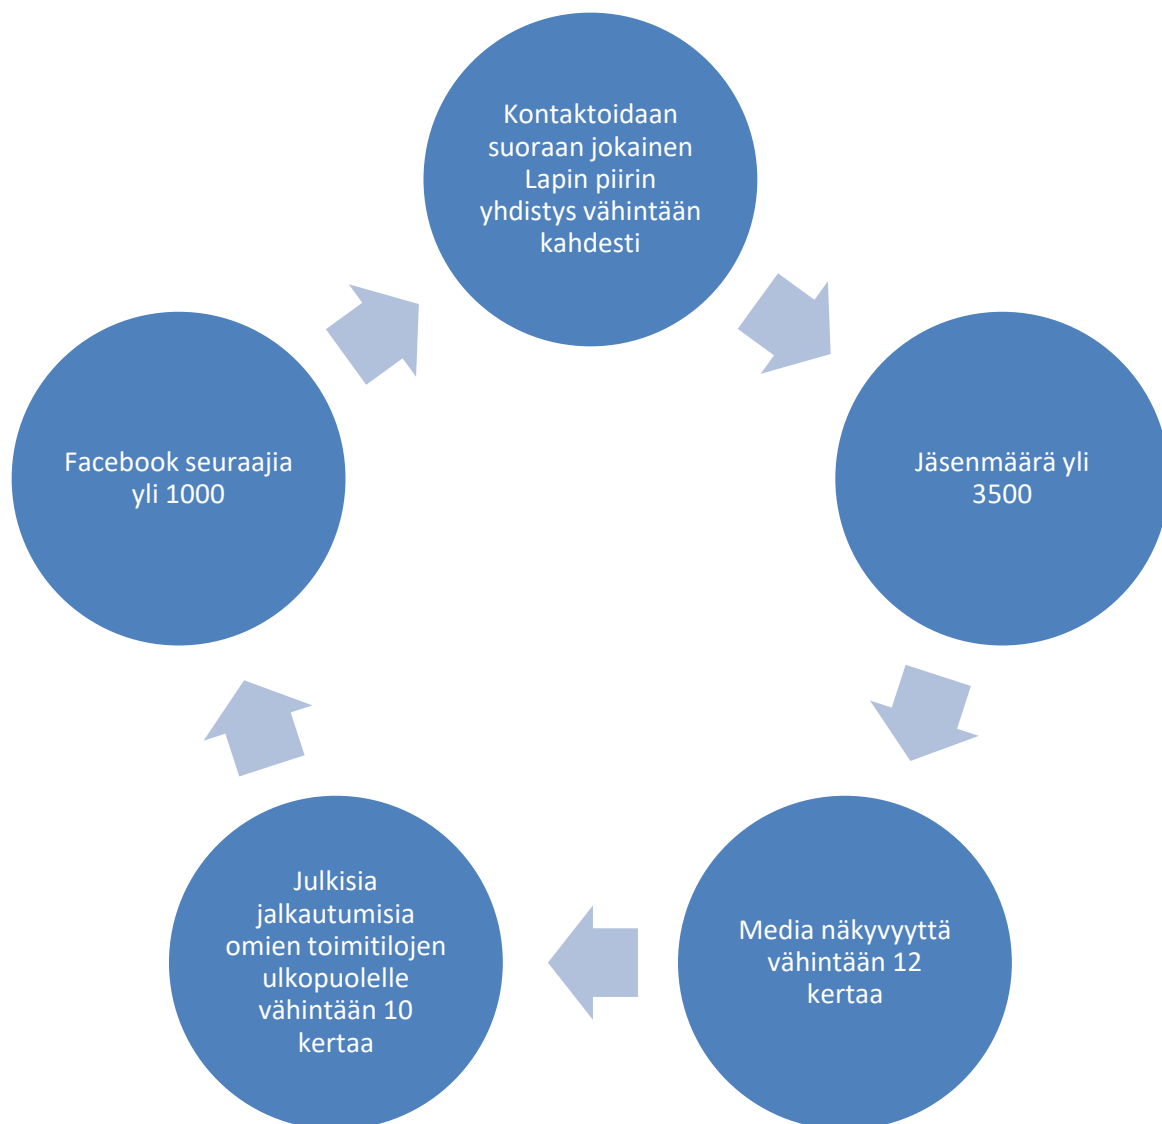 Kontaktoidaan
suoraan jokainen
Lapin piirin
yhdistys vähintään
kahdesti
Jäsenmäärä yli
3500
Media näkyvyyttä
vähintään 12
kertaa
Julkisia
jalkautumisia
omien toimitilojen
ulkopuolelle
vähintään 10
kertaa
Facebook seuraajia
yli 1000